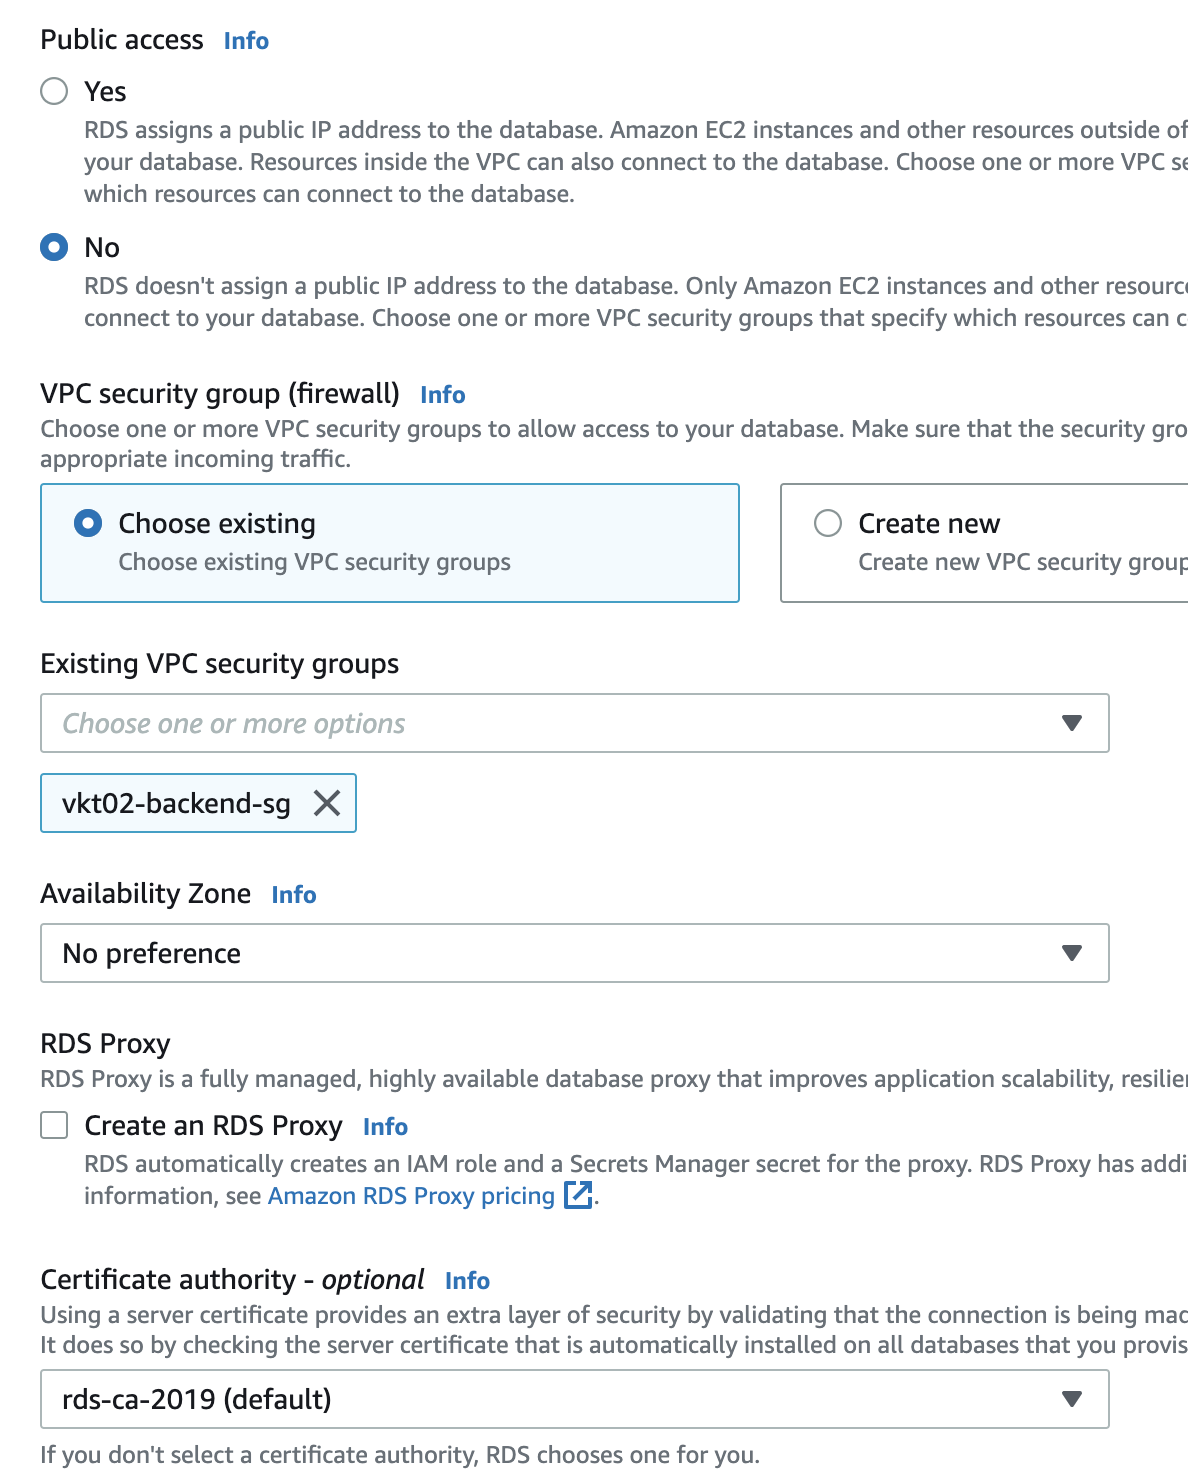 Public access Info
Yes
RDS assigns a public IP address to the database. Amazon EC2 instances and other resources outside of
your database. Resources inside the VPC can also connect to the database. Choose one or more VPC se
which resources can connect to the database.
No
RDS doesn't assign a public IP address to the database. Only Amazon EC2 instances and other resourc
connect to your database. Choose one or more VPC security groups that specify which resources can c
VPC security group (firewall) Info
Choose one or more VPC security groups to allow access to your database. Make sure that the security gro
appropriate incoming traffic.
Choose existing
Choose existing VPC security groups
Create new
Create new VPC security group
Existing VPC security groups
Choose one or more options
vkt02-backend-sg
Availability Zone Info
No preference
RDS Proxy
RDS Proxy is a fully managed, highly available database proxy that improves application scalability, resilie
Create an RDS Proxy Info
RDS automatically creates an IAM role and a Secrets Manager secret for the proxy. RDS Proxy has addi
information, see Amazon RDS Proxy pricing.
Certificate authority - optional Info
Using a server certificate provides an extra layer of security by validating that the connection is being mad
It does so by checking the server certificate that is automatically installed on all databases that you provis
rds-ca-2019 (default)
If you don't select a certificate authority, RDS chooses one for you.